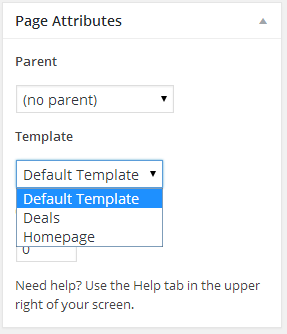 Page Attributes
Parent
(no parent)
Template
Default Template
Default Template
Deals
Homepage
0
Need help? Use the Help tab in the upper
right of your screen.